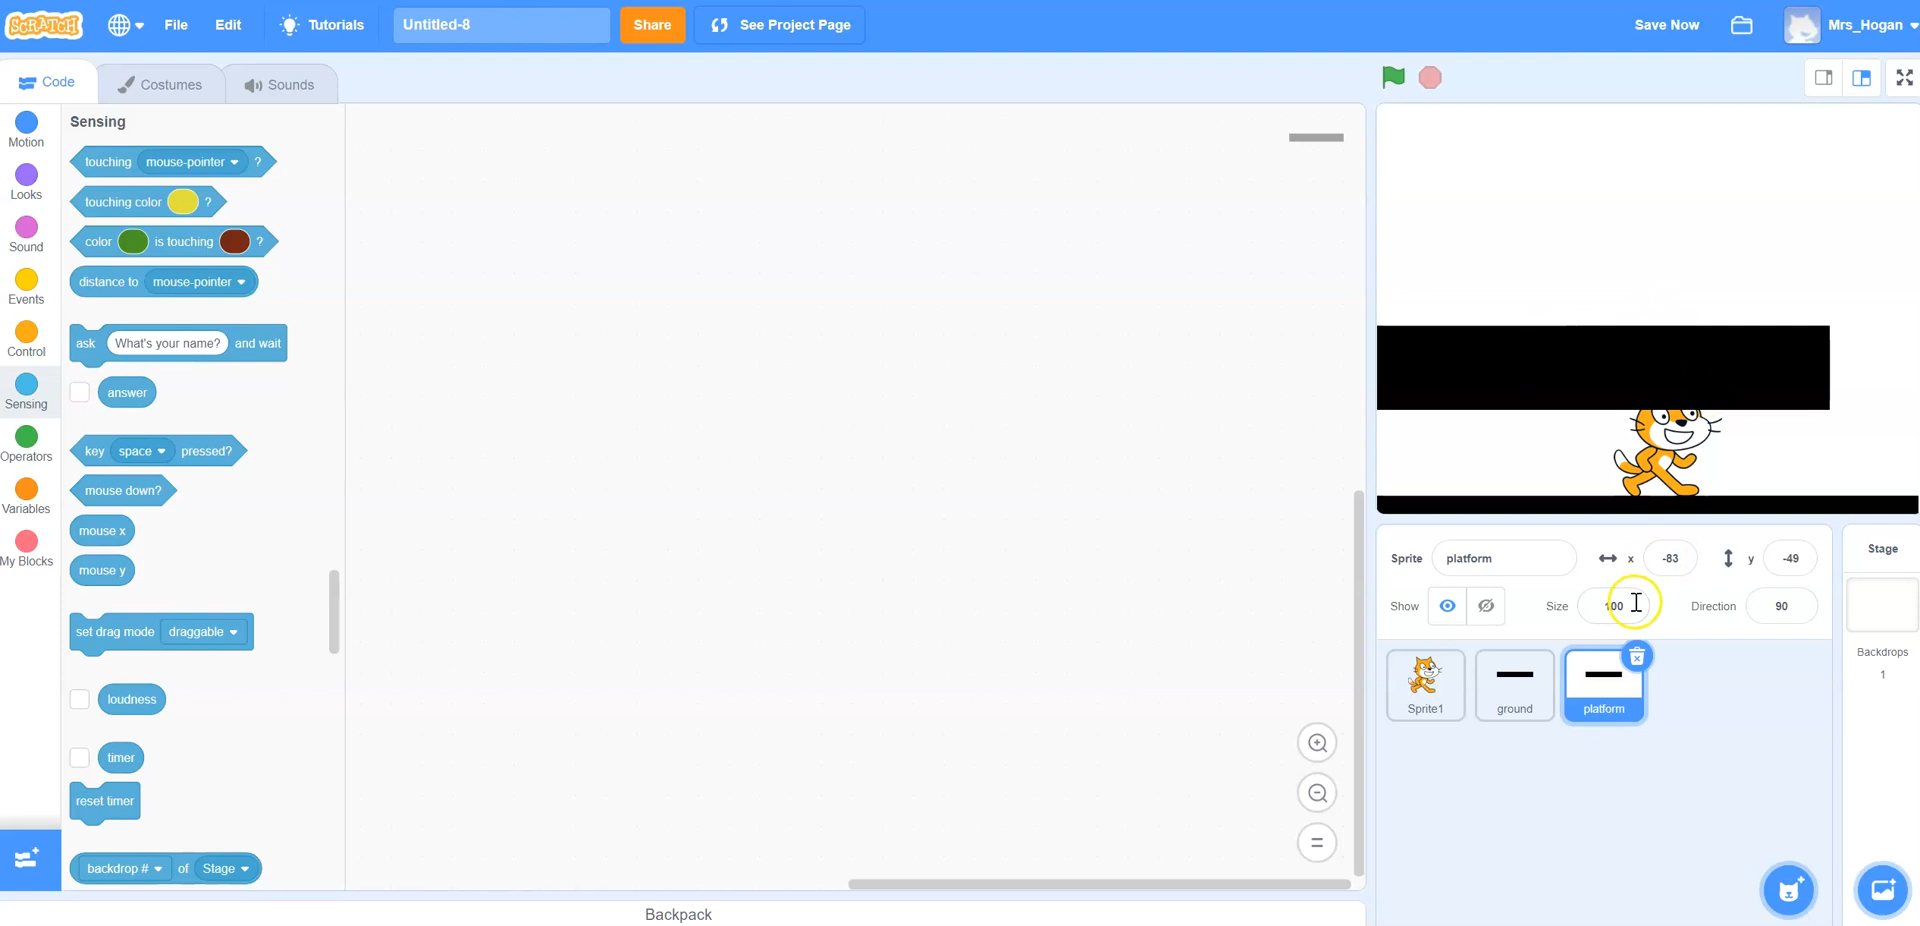 SCRATCH File Edit Tutorials Untitled-8 Share See Project Page Save Now Mrs_Hogan
Code Costumes Sounds
Motion
Looks
Sound
Events
Control
Sensing
Operators
Variables
My Blocks
Sensing
touching mouse-pointer ?
touching color ?
color is touching ?
distance to mouse-pointer
ask What's your name? and wait
answer
key space pressed?
mouse down?
mouse x
mouse y
set drag mode draggable
loudness
timer
reset timer
backdrop # of Stage
Backpack
Sprite platform x -83 y -49
Show Size 100 Direction 90
Sprite1 ground platform
Stage
Backdrops
1